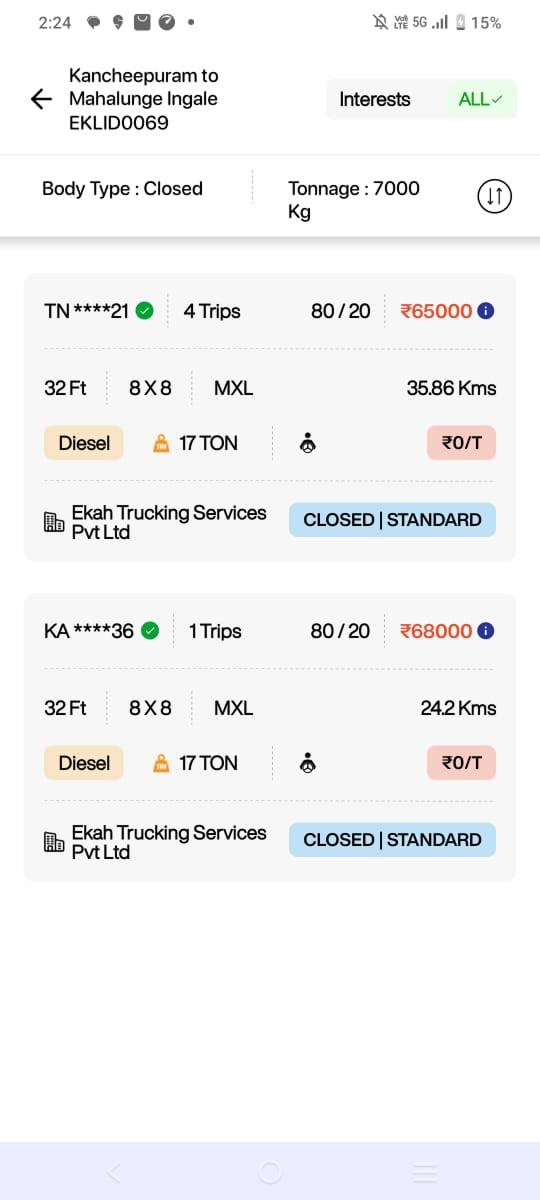 2:24 VoD LTE 5G 15%
Kancheepuram to
Mahalunge Ingale
EKLID0069
Interests ALL✓
Body Type : Closed
Tonnage : 7000
Kg
TN ****21 4 Trips 80 / 20 ₹65000
32 Ft 8 X 8 MXL 35.86 Kms
Diesel 17 TON ₹0/T
Ekah Trucking Services
Pvt Ltd
CLOSED | STANDARD
KA ****36 1 Trips 80 / 20 ₹68000
32 Ft 8 X 8 MXL 24.2 Kms
Diesel 17 TON ₹0/T
Ekah Trucking Services
Pvt Ltd
CLOSED | STANDARD